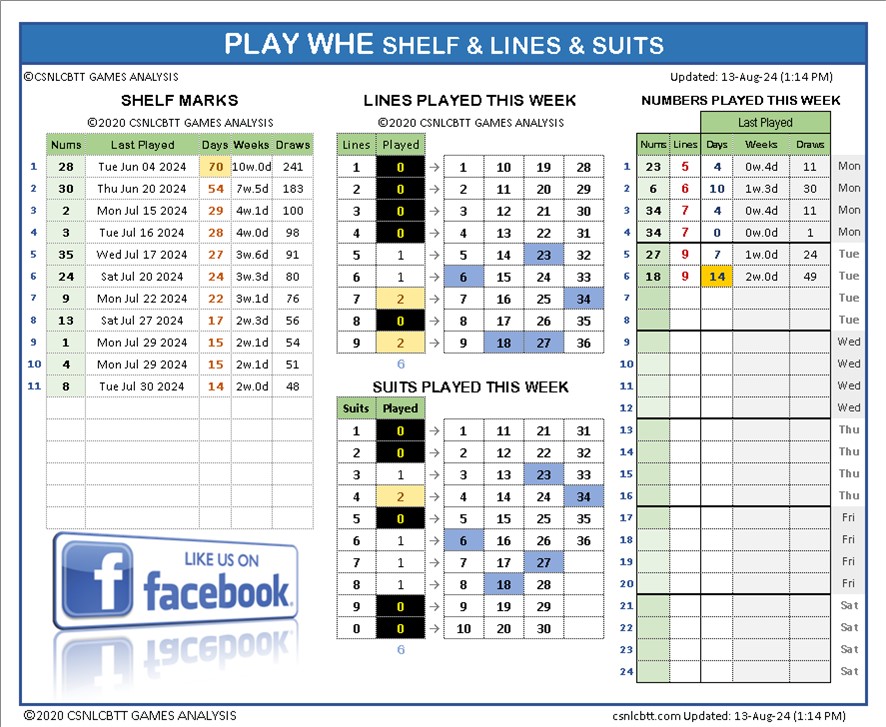 PLAY WHE SHELF & LINES & SUITS
©CSNLCBTT GAMES ANALYSIS
Updated: 13-Aug-24 (1:14 PM)
SHELF MARKS
©2020 CSNLCBTT GAMES ANALYSIS
Nums Last Played Days Weeks Draws
1 28 Tue Jun 04 2024 70 10w.0d 241
2 30 Thu Jun 20 2024 54 7w.5d 183
3 2 Mon Jul 15 2024 29 4w.1d 100
4 3 Tue Jul 16 2024 28 4w.0d 98
5 35 Wed Jul 17 2024 27 3w.6d 91
6 24 Sat Jul 20 2024 24 3w.3d 80
7 9 Mon Jul 22 2024 22 3w.1d 76
8 13 Sat Jul 27 2024 17 2w.3d 56
9 1 Mon Jul 29 2024 15 2w.1d 54
10 4 Mon Jul 29 2024 15 2w.1d 51
11 8 Tue Jul 30 2024 14 2w.0d 48
LIKE US ON
facebook
LINES PLAYED THIS WEEK
©2020 CSNLCBTT GAMES ANALYSIS
Lines Played
1 0 → 1 10 19 28
2 0 → 2 11 20 29
3 0 → 3 12 21 30
4 0 → 4 13 22 31
5 1 → 5 14 23 32
6 1 → 6 15 24 33
7 2 → 7 16 25 34
8 0 → 8 17 26 35
9 2 → 9 18 27 36
6
SUITS PLAYED THIS WEEK
Suits Played
1 0 → 1 11 21 31
2 0 → 2 12 22 32
3 1 → 3 13 23 33
4 2 → 4 14 24 34
5 0 → 5 15 25 35
6 1 → 6 16 26 36
7 1 → 7 17 27
8 1 → 8 18 28
9 0 → 9 19 29
0 0 → 10 20 30
6
NUMBERS PLAYED THIS WEEK
Last Played
Nums Lines Days Weeks Draws
1 23 5 4 0w.4d 11 Mon
2 6 6 10 1w.3d 30 Mon
3 34 7 4 0w.4d 11 Mon
4 34 7 0 0w.0d 1 Mon
5 27 9 7 1w.0d 24 Tue
6 18 9 14 2w.0d 49 Tue
7 Tue
8 Tue
9 Wed
10 Wed
11 Wed
12 Wed
13 Thu
14 Thu
15 Thu
16 Thu
17 Fri
18 Fri
19 Fri
20 Fri
21 Sat
22 Sat
23 Sat
24 Sat
©2020 CSNLCBTT GAMES ANALYSIS
csnlcbtt.com Updated: 13-Aug-24 (1:14 PM)